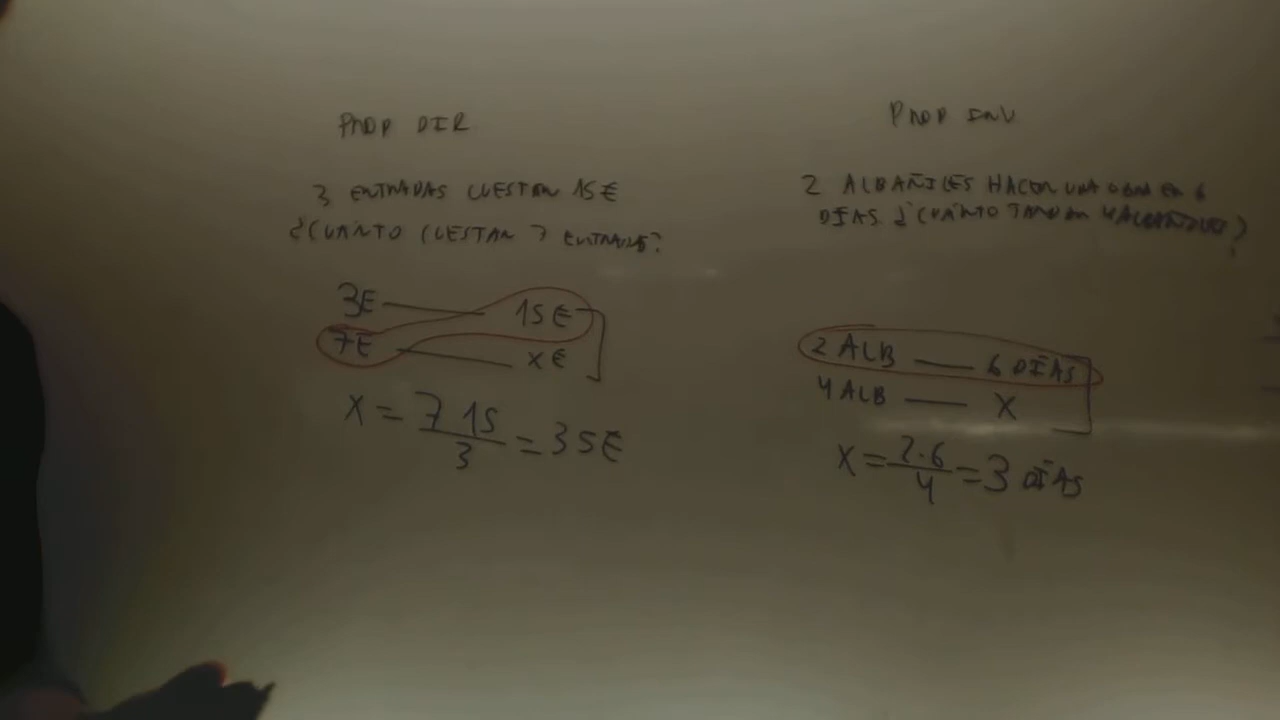 PROP DIR
3 ENTRADAS CUESTAN 15€
¿CUÁNTO CUESTAN 7 ENTRADAS?
3E — 15€
7E — X€
X = 7 15 / 3 = 35€
PROP INV
2 ALBAÑILES HACEN UNA OBRA EN 6
DÍAS. ¿CUÁNTO TARDAN 4 ALBAÑILES?
2 ALB — 6 DÍAS
4 ALB — X
X = 2·6 / 4 = 3 DÍAS